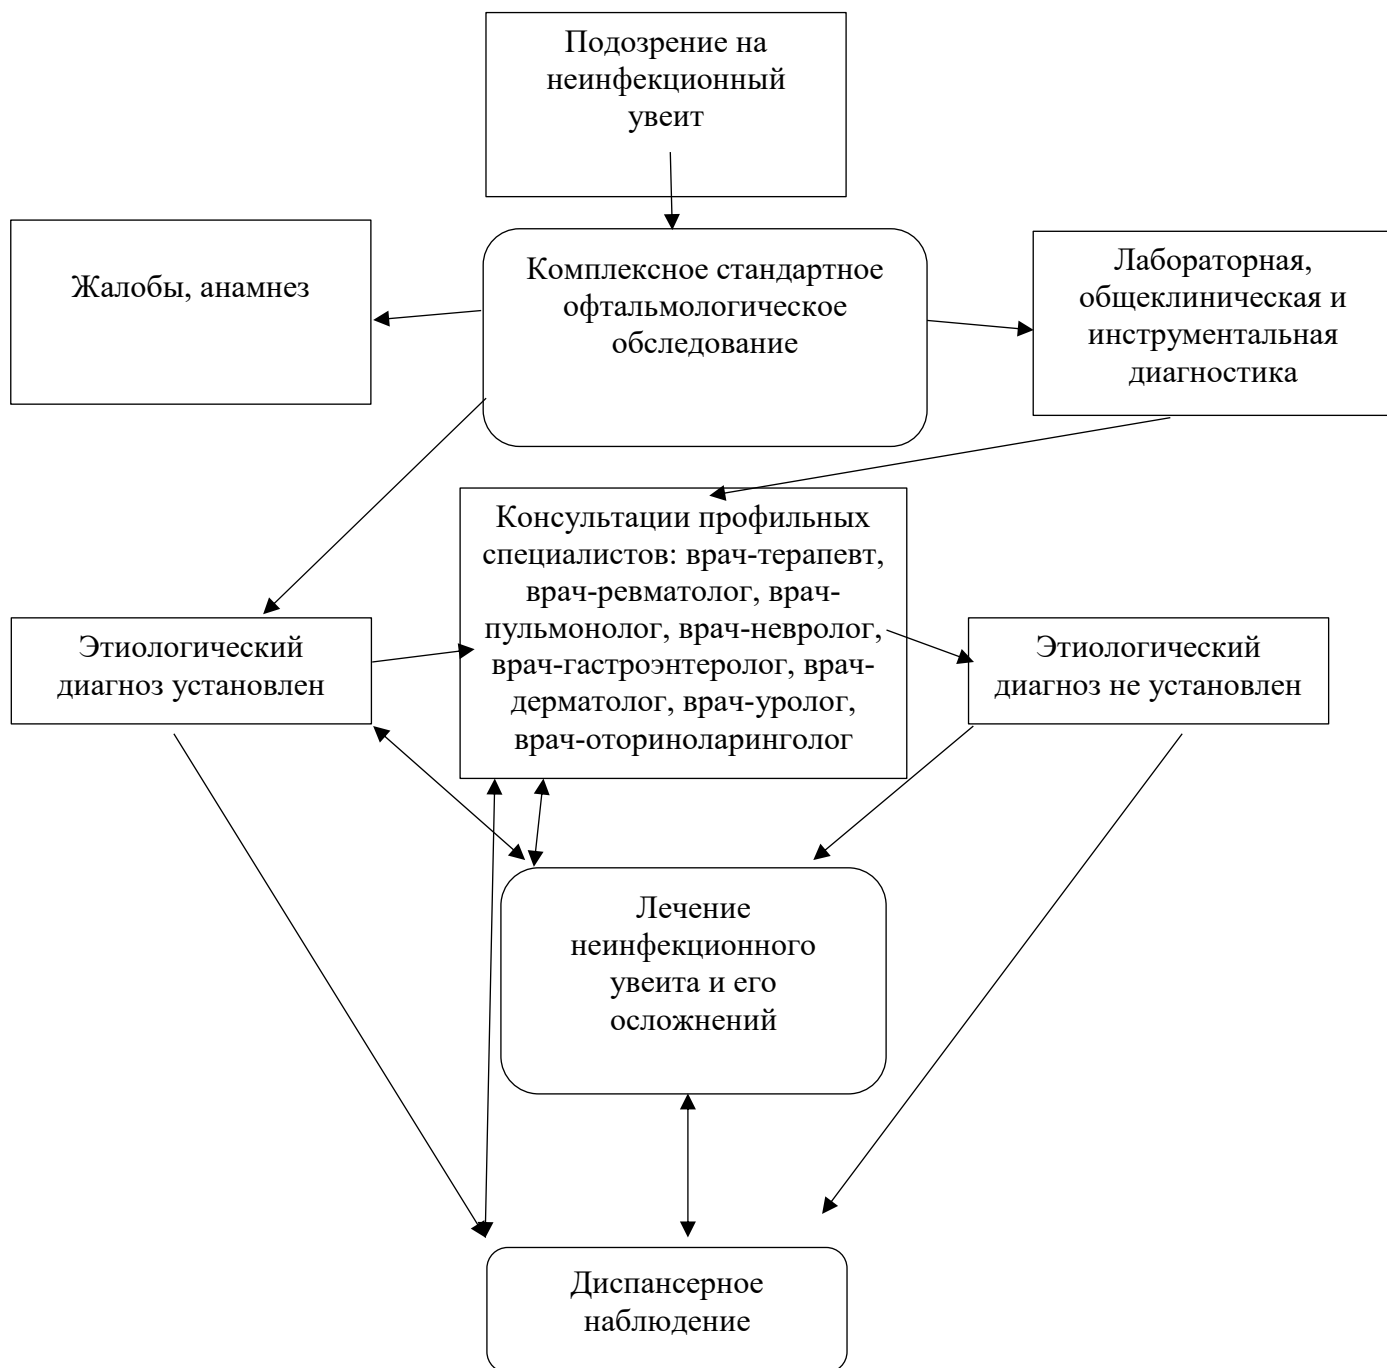 Подозрение на
неинфекционный
увеит
Жалобы, анамнез
Комплексное стандартное
офтальмологическое
обследование
Лабораторная,
общеклиническая и
инструментальная
диагностика
Консультации профильных
специалистов: врач-терапевт,
врач-ревматолог, врач-
пульмонолог, врач-невролог,
врач-гастроэнтеролог, врач-
дерматолог, врач-уролог,
врач-оториноларинголог
Этиологический
диагноз установлен
Этиологический
диагноз не установлен
Лечение
неинфекционного
увеита и его
осложнений
Диспансерное
наблюдение